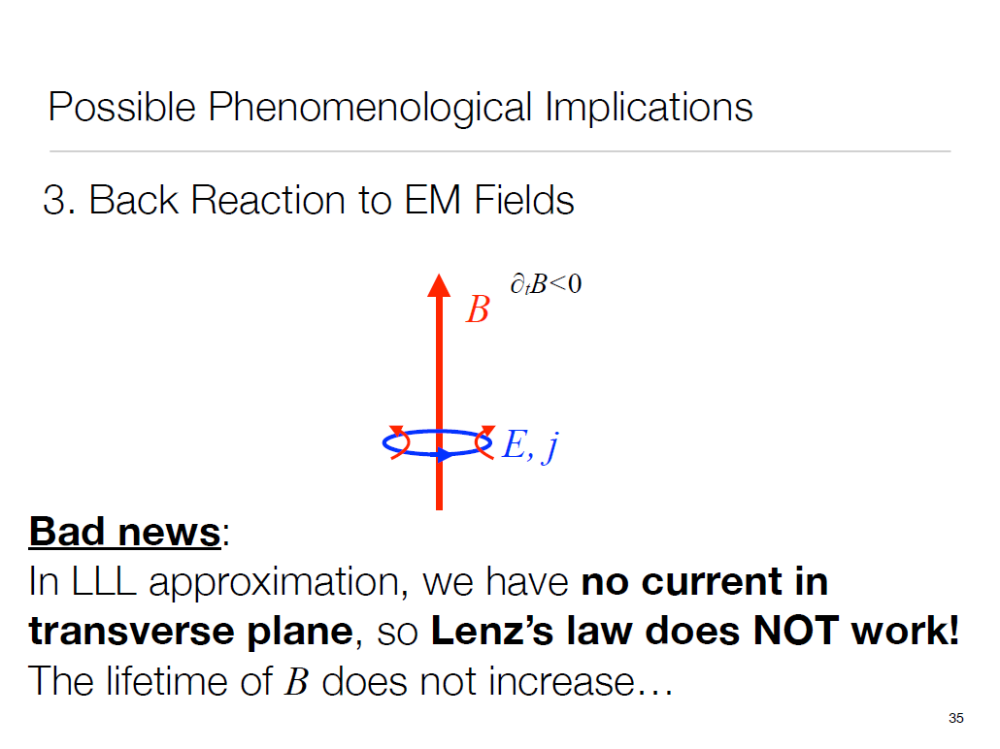 Possible Phenomenological Implications
3. Back Reaction to EM Fields
∂ₜB<0
B
E, j
Bad news:
In LLL approximation, we have no current in
transverse plane, so Lenz’s law does NOT work!
The lifetime of B does not increase…
35